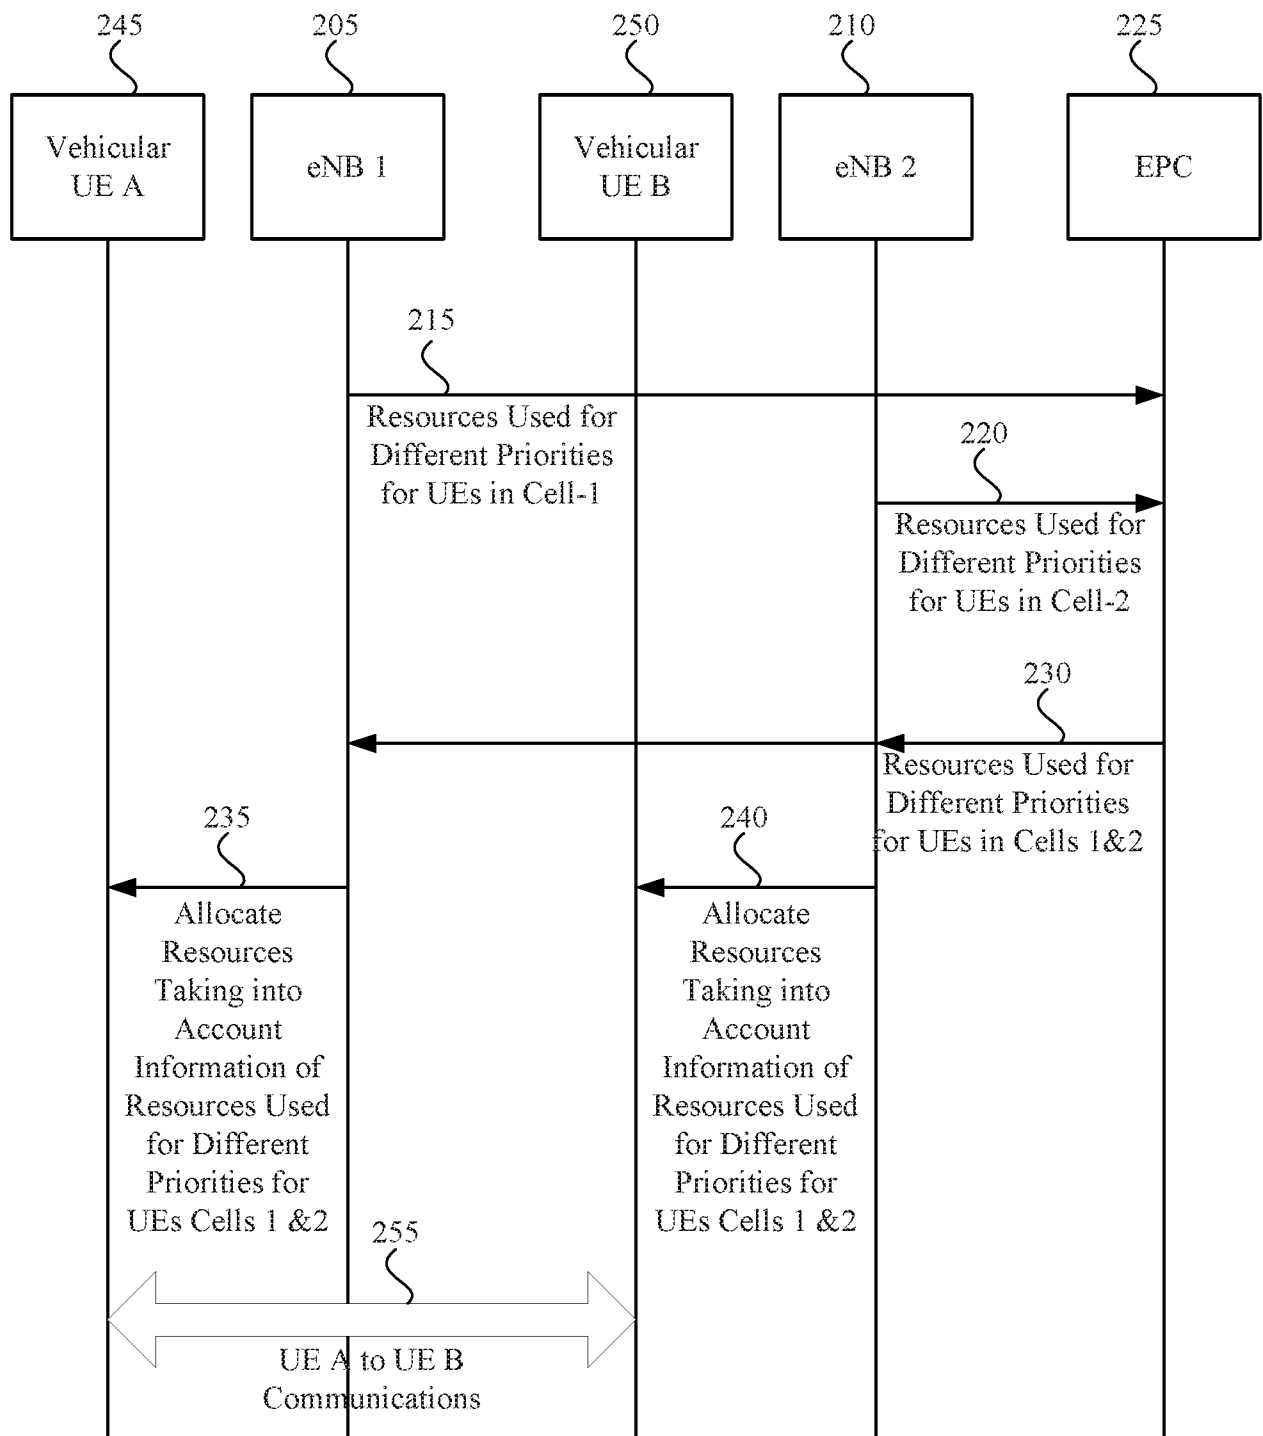 245
205
250
210
225
Vehicular
UE A
eNB 1
Vehicular
UE B
eNB 2
EPC
215
Resources Used for
Different Priorities
for UEs in Cell-1
220
Resources Used for
Different Priorities
for UEs in Cell-2
230
Resources Used for
Different Priorities
for UEs in Cells 1&2
235
Allocate
Resources
Taking into
Account
Information of
Resources Used
for Different
Priorities for
UEs Cells 1 &2
240
Allocate
Resources
Taking into
Account
Information of
Resources Used
for Different
Priorities for
UEs Cells 1 &2
255
UE A to UE B
Communications